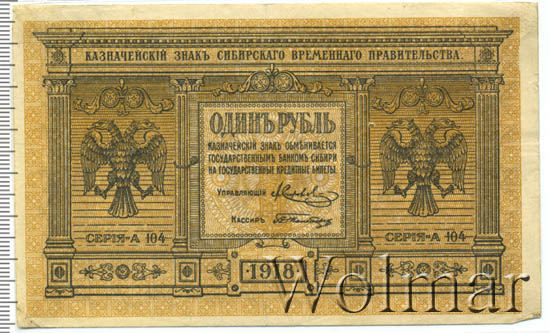 КАЗНАЧЕЙСКІЙ ЗНАКЪ СИБИРСКАГО ВРЕМЕННАГО ПРАВИТЕЛЬСТВА.
ОДИНЪ РУБЛЬ
КАЗНАЧЕЙСКІЙ ЗНАКЪ ОБМѢНИВАЕТСЯ
ГОСУДАРСТВЕННЫМЪ БАНКОМЪ СИБИРИ
НА ГОСУДАРСТВЕННЫЕ КРЕДИТНЫЕ БИЛЕТЫ.
УПРАВЛЯЮЩІЙ
КАССИРЪ
СЕРІЯ-А 104
СЕРІЯ-А 104
1918
Wolmar